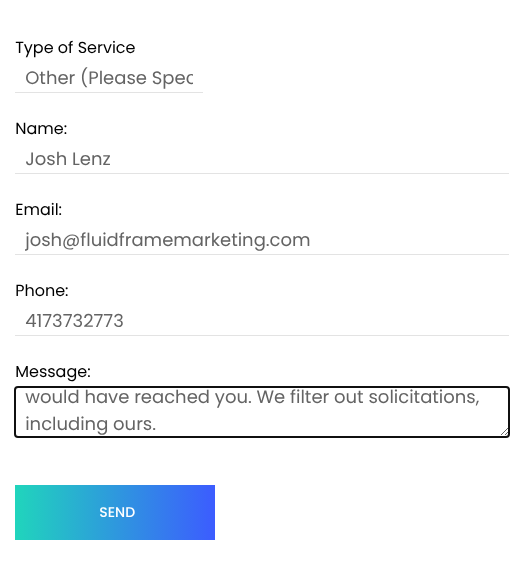 Type of Service
Other (Please Spec
Name:
Josh Lenz
Email:
josh@fluidframemarketing.com
Phone:
4173732773
Message:
would have reached you. We filter out solicitations,
including ours.
SEND